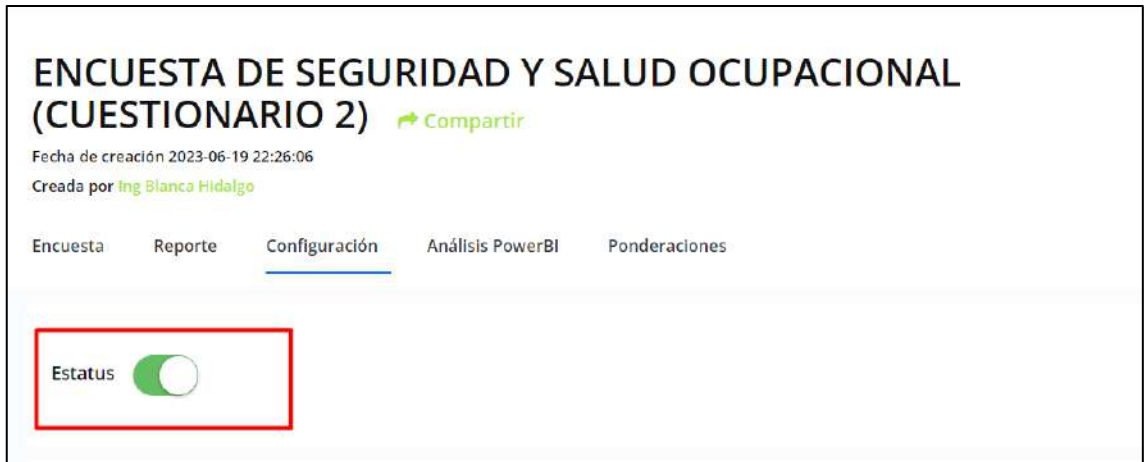 ENCUESTA DE SEGURIDAD Y SALUD OCUPACIONAL
(CUESTIONARIO 2) Compartir
Fecha de creación 2023-06-19 22:26:06
Creada por Ing Blanca Hidalgo
Encuesta Reporte Configuración Análisis PowerBI Ponderaciones
Estatus